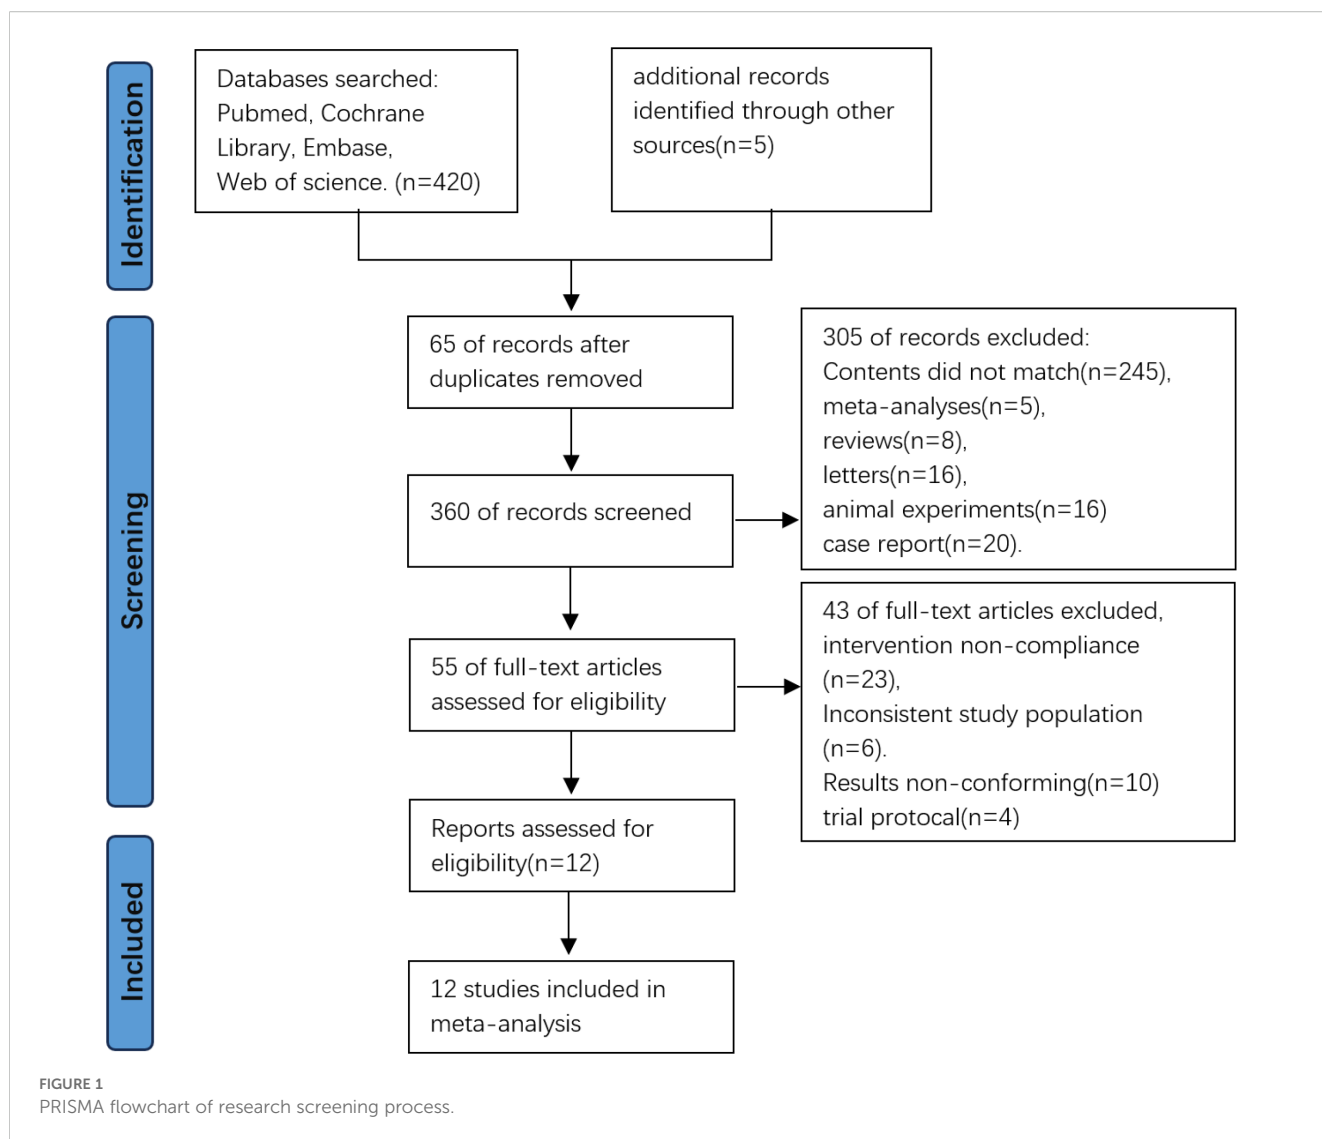 Identification
Databases searched:
Pubmed, Cochrane
Library, Embase,
Web of science. (n=420)
additional records
identified through other
sources(n=5)
Screening
65 of records after
duplicates removed
360 of records screened
305 of records excluded:
Contents did not match(n=245),
meta-analyses(n=5),
reviews(n=8),
letters(n=16),
animal experiments(n=16)
case report(n=20).
55 of full-text articles
assessed for eligibility
43 of full-text articles excluded,
intervention non-compliance
(n=23),
Inconsistent study population
(n=6).
Results non-conforming(n=10)
trial protocal(n=4)
Included
Reports assessed for
eligibility(n=12)
12 studies included in
meta-analysis
FIGURE 1
PRISMA flowchart of research screening process.